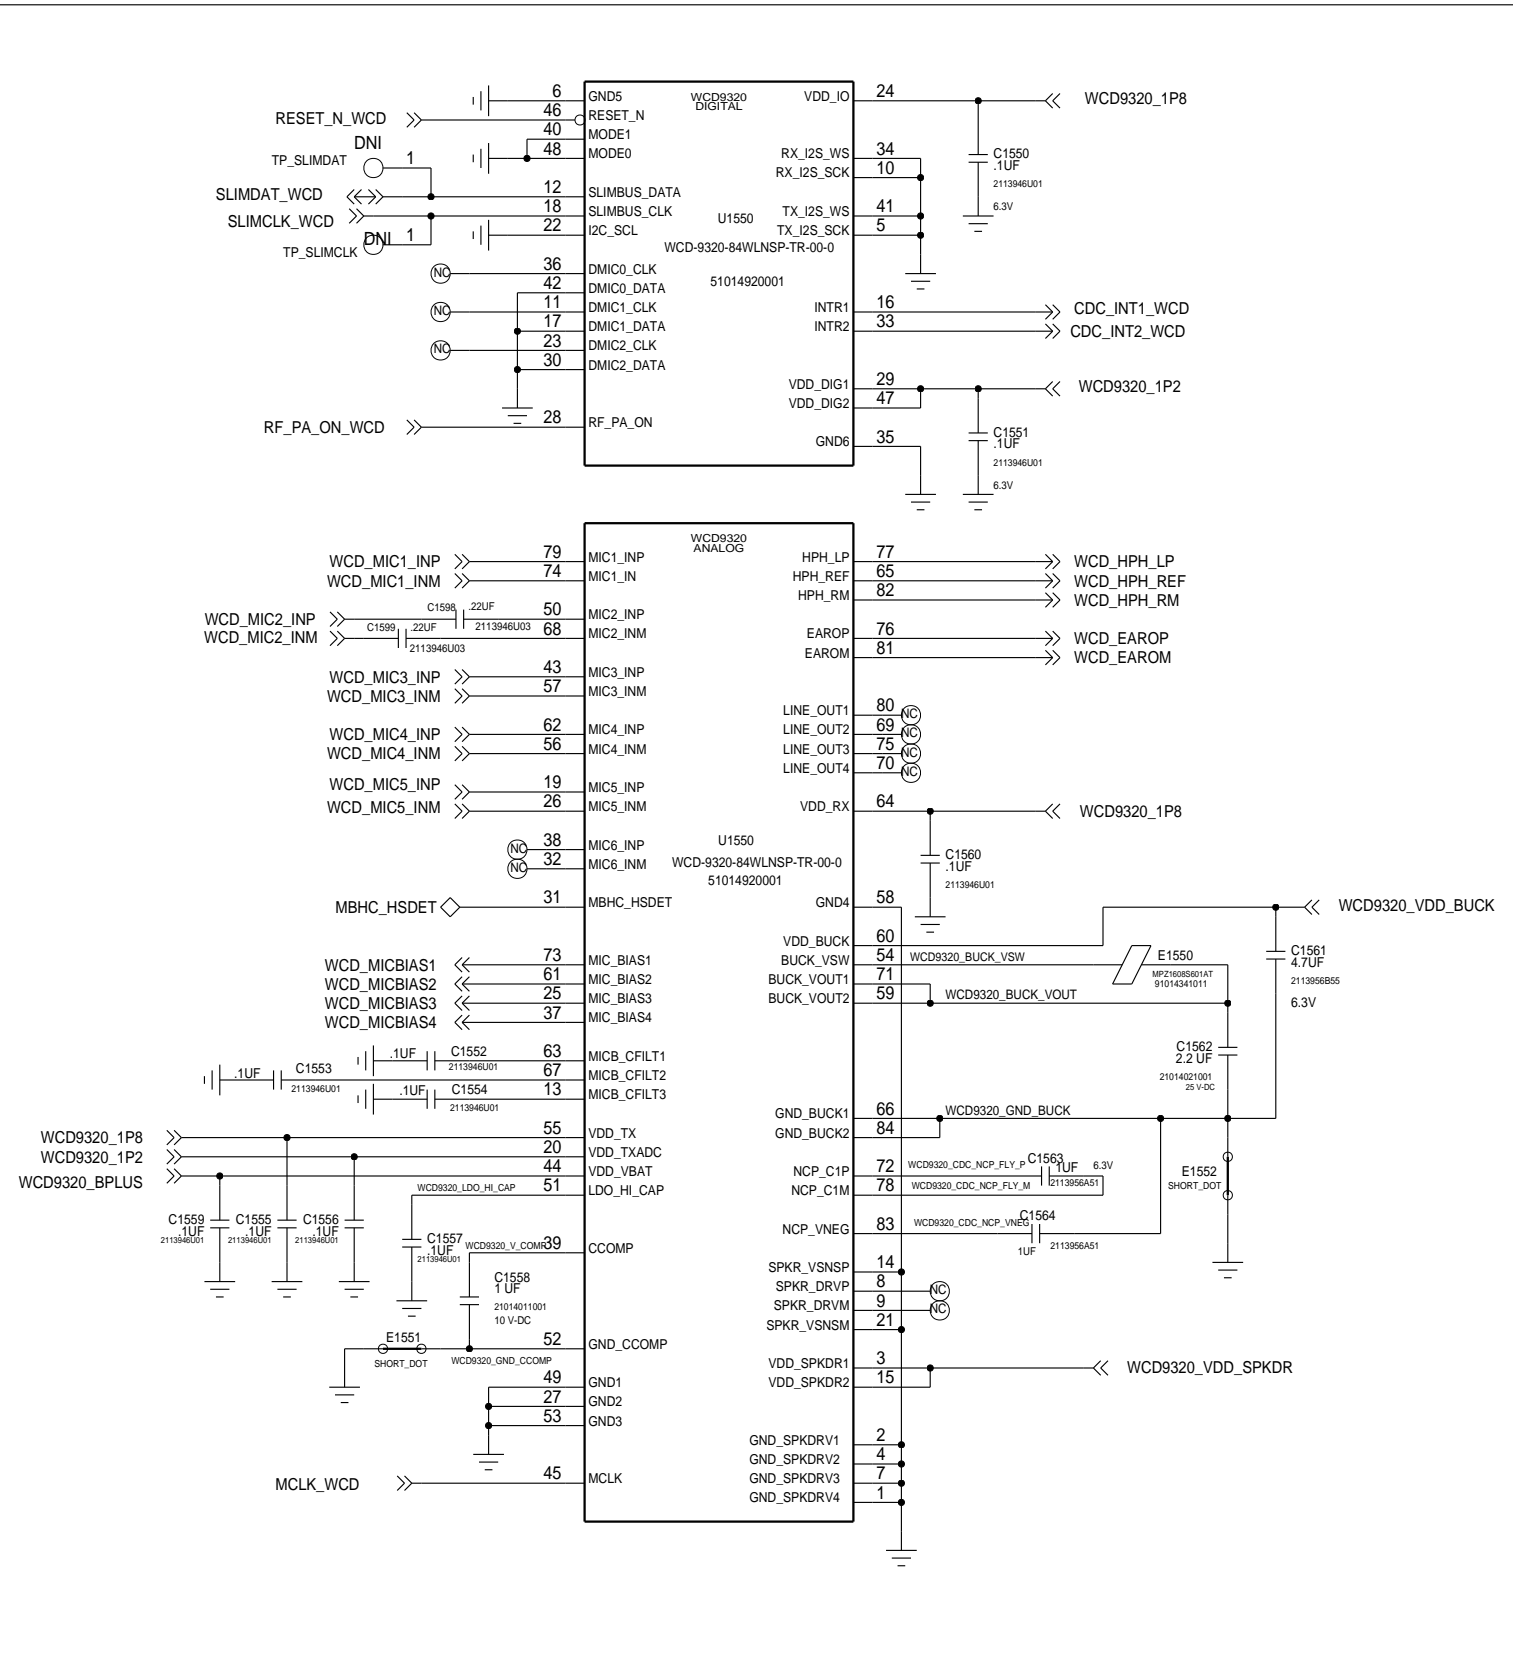 WCD9320
DIGITAL
6 GND5
RESET_N_WCD 46 RESET_N
40 MODE1
48 MODE0
DNI
TP_SLIMDAT 1
SLIMDAT_WCD 12 SLIMBUS_DATA
SLIMCLK_WCD 18 SLIMBUS_CLK
DNI 1
TP_SLIMCLK
22 I2C_SCL
NC 36 DMIC0_CLK
42 DMIC0_DATA
NC 11 DMIC1_CLK
17 DMIC1_DATA
NC 23 DMIC2_CLK
30 DMIC2_DATA
RF_PA_ON_WCD 28 RF_PA_ON
U1550
WCD-9320-84WLNSP-TR-00-0
51014920001
VDD_IO 24 WCD9320_1P8
C1550
.1UF
2113946U01
6.3V
RX_I2S_WS 34
RX_I2S_SCK 10
TX_I2S_WS 41
TX_I2S_SCK 5
INTR1 16 CDC_INT1_WCD
INTR2 33 CDC_INT2_WCD
VDD_DIG1 29 WCD9320_1P2
VDD_DIG2 47
GND6 35
C1551
.1UF
2113946U01
6.3V
WCD9320
ANALOG
WCD_MIC1_INP 79 MIC1_INP
WCD_MIC1_INM 74 MIC1_IN
WCD_MIC2_INP C1598 .22UF 50 MIC2_INP
2113946U03
WCD_MIC2_INM C1599 .22UF 68 MIC2_INM
2113946U03
WCD_MIC3_INP 43 MIC3_INP
WCD_MIC3_INM 57 MIC3_INM
WCD_MIC4_INP 62 MIC4_INP
WCD_MIC4_INM 56 MIC4_INM
WCD_MIC5_INP 19 MIC5_INP
WCD_MIC5_INM 26 MIC5_INM
NC 38 MIC6_INP
NC 32 MIC6_INM
MBHC_HSDET 31 MBHC_HSDET
WCD_MICBIAS1 73 MIC_BIAS1
WCD_MICBIAS2 61 MIC_BIAS2
WCD_MICBIAS3 25 MIC_BIAS3
WCD_MICBIAS4 37 MIC_BIAS4
.1UF C1552 63 MICB_CFILT1
2113946U01
.1UF C1553 67 MICB_CFILT2
2113946U01
.1UF C1554 13 MICB_CFILT3
2113946U01
WCD9320_1P8 55 VDD_TX
WCD9320_1P2 20 VDD_TXADC
WCD9320_BPLUS 44 VDD_VBAT
WCD9320_LDO_HI_CAP 51 LDO_HI_CAP
C1559 C1555 C1556
.1UF .1UF .1UF
2113946U01 2113946U01 2113946U01
C1557
.1UF
2113946U01
WCD9320_V_COMP 39 CCOMP
C1558
1 UF
21014011001
10 V-DC
E1551
SHORT_DOT
WCD9320_GND_CCOMP 52 GND_CCOMP
49 GND1
27 GND2
53 GND3
MCLK_WCD 45 MCLK
U1550
WCD-9320-84WLNSP-TR-00-0
51014920001
HPH_LP 77 WCD_HPH_LP
HPH_REF 65 WCD_HPH_REF
HPH_RM 82 WCD_HPH_RM
EAROP 76 WCD_EAROP
EAROM 81 WCD_EAROM
LINE_OUT1 80 NC
LINE_OUT2 69 NC
LINE_OUT3 75 NC
LINE_OUT4 70 NC
VDD_RX 64 WCD9320_1P8
C1560
.1UF
2113946U01
GND4 58
WCD9320_VDD_BUCK
VDD_BUCK 60
BUCK_VSW 54 WCD9320_BUCK_VSW
E1550
MPZ1608S601AT
91014341011
C1561
4.7UF
2113956B55
6.3V
BUCK_VOUT1 71
BUCK_VOUT2 59 WCD9320_BUCK_VOUT
C1562
2.2 UF
21014021001
25 V-DC
GND_BUCK1 66 WCD9320_GND_BUCK
GND_BUCK2 84
NCP_C1P 72 WCD9320_CDC_NCP_FLY_P
C1563
1UF 6.3V
2113956A51
NCP_C1M 78 WCD9320_CDC_NCP_FLY_M
E1552
SHORT_DOT
NCP_VNEG 83 WCD9320_CDC_NCP_VNEG
C1564
1UF 2113956A51
SPKR_VSNSP 14
SPKR_DRVP 8 NC
SPKR_DRVM 9 NC
SPKR_VSNSM 21
VDD_SPKDR1 3 WCD9320_VDD_SPKDR
VDD_SPKDR2 15
GND_SPKDRV1 2
GND_SPKDRV2 4
GND_SPKDRV3 7
GND_SPKDRV4 1